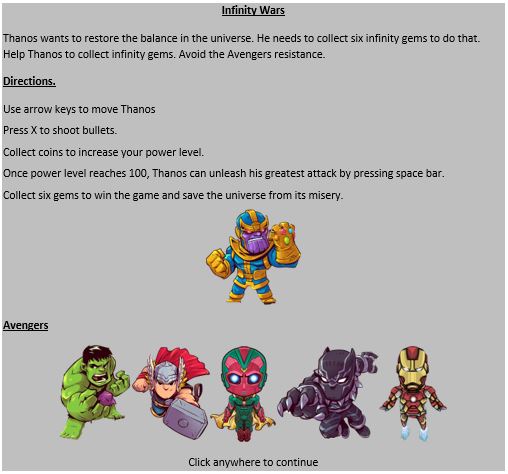 Infinity Wars
Thanos wants to restore the balance in the universe. He needs to collect six infinity gems to do that.
Help Thanos to collect infinity gems. Avoid the Avengers resistance.
Directions.
Use arrow keys to move Thanos
Press X to shoot bullets.
Collect coins to increase your power level.
Once power level reaches 100, Thanos can unleash his greatest attack by pressing space bar.
Collect six gems to win the game and save the universe from its misery.
Avengers
Click anywhere to continue